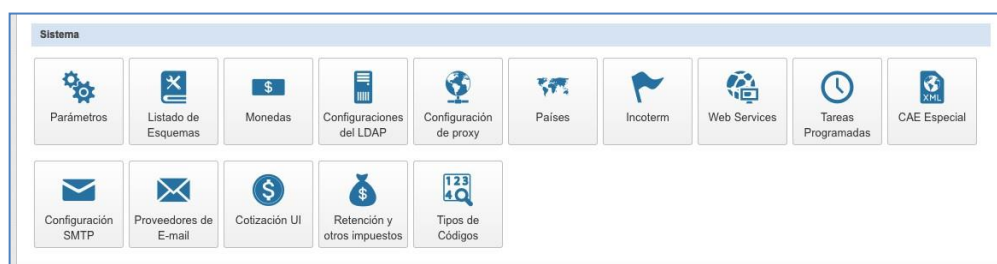 Sistema
Parámetros
Listado de
Esquemas
$
Monedas
Configuraciones
del LDAP
Configuración
de proxy
Países
Incoterm
Web Services
Tareas
Programadas
XML
CAE Especial
Configuración
SMTP
Proveedores de
E-mail
$
Cotización UI
$
Retención y
otros impuestos
123
4
Tipos de
Códigos